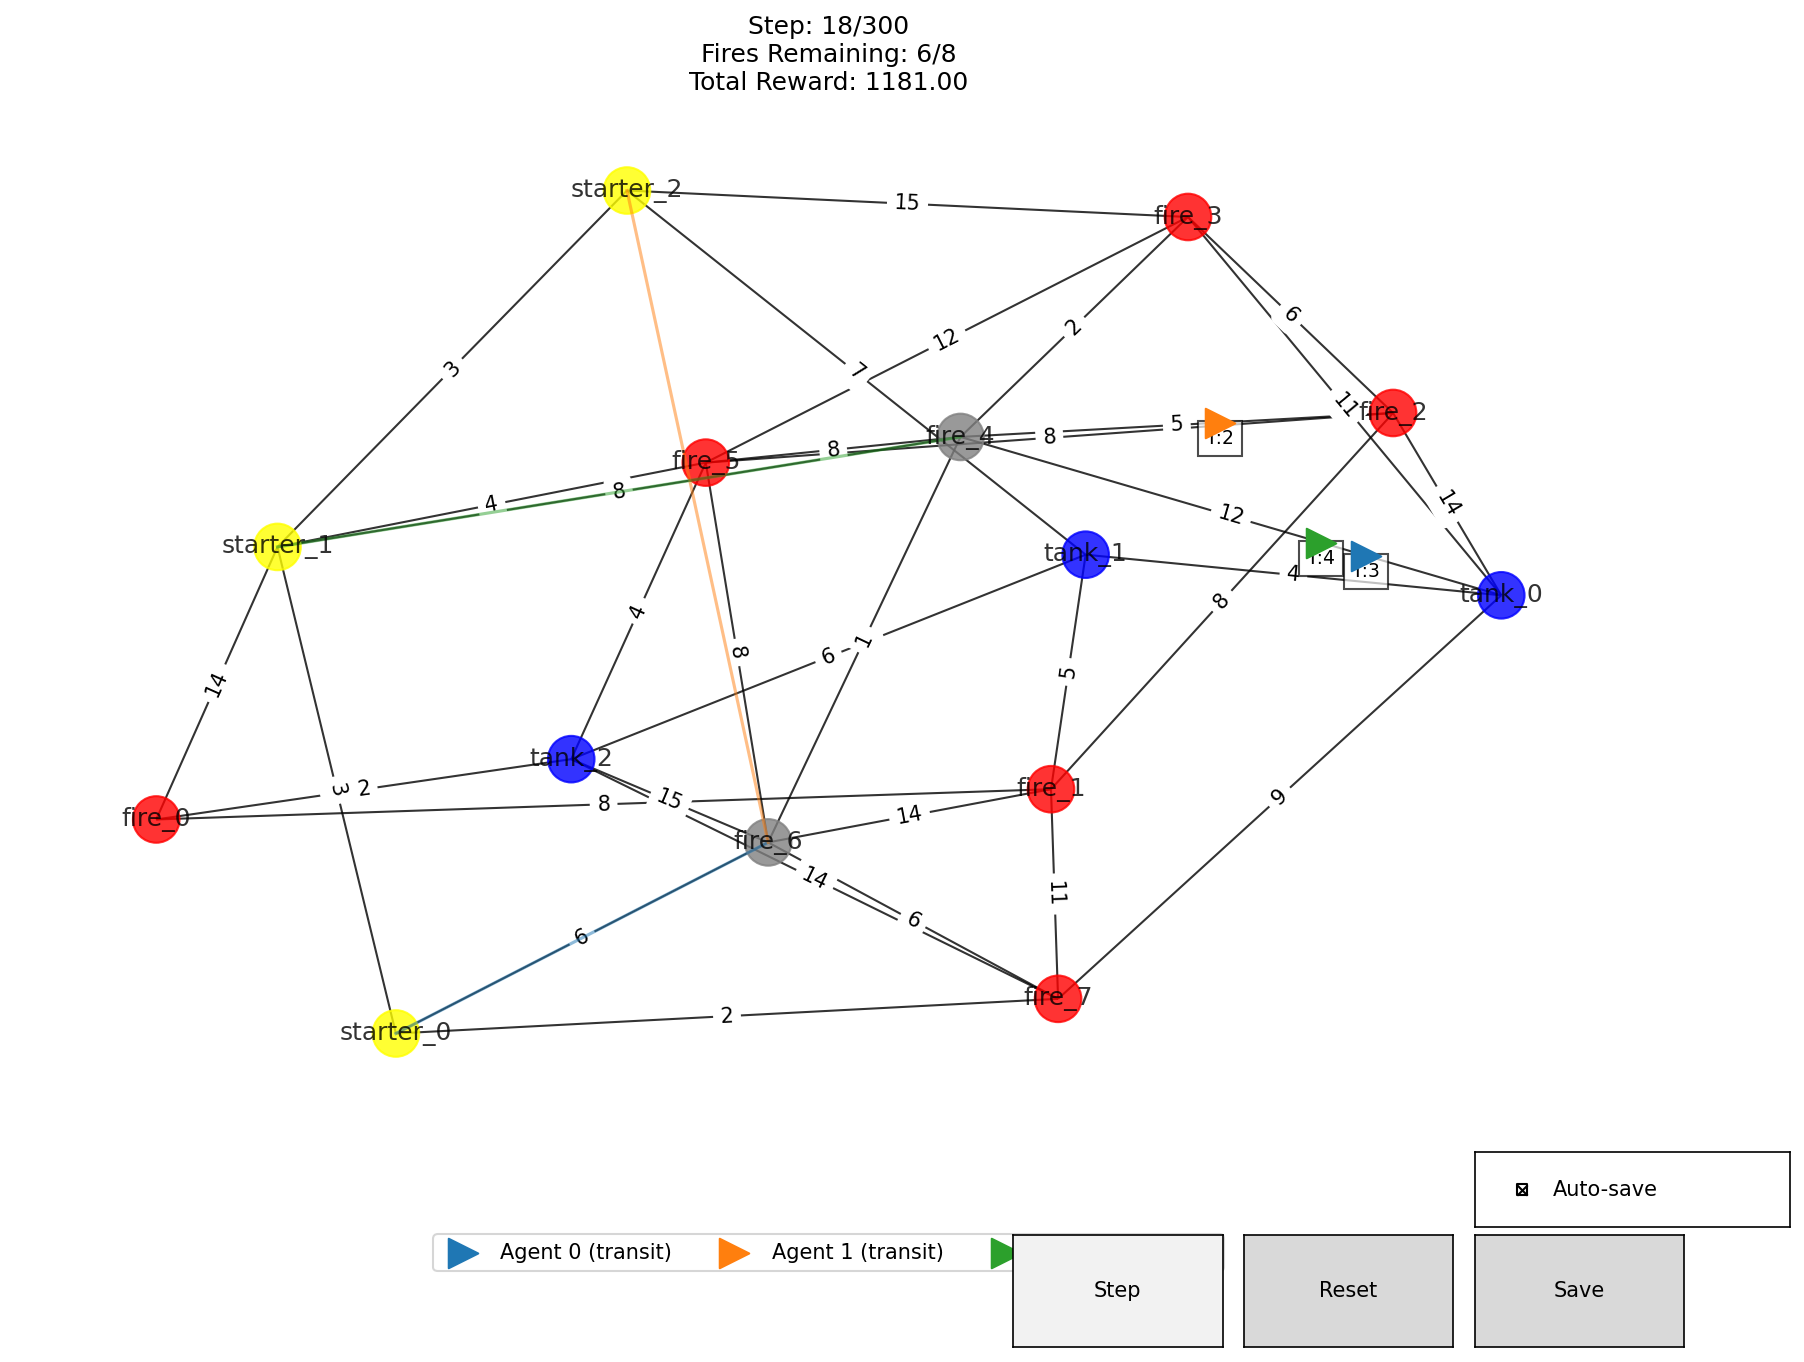 Step: 18/300
Fires Remaining: 6/8
Total Reward: 1181.00
starter_2
15
fire_3
6
2
12
3
7
11
fire_2
5
8
T:2
fire_4
8
fire_5
8
4
14
12
starter_1
tank_1
T:4
T:3
4
tank_0
8
4
6
1
8
5
14
tank_2
3
2
15
8
fire_1
9
14
fire_0
fire_6
14
11
6
6
fire_7
2
starter_0
Auto-save
Agent 0 (transit)
Agent 1 (transit)
Step
Reset
Save